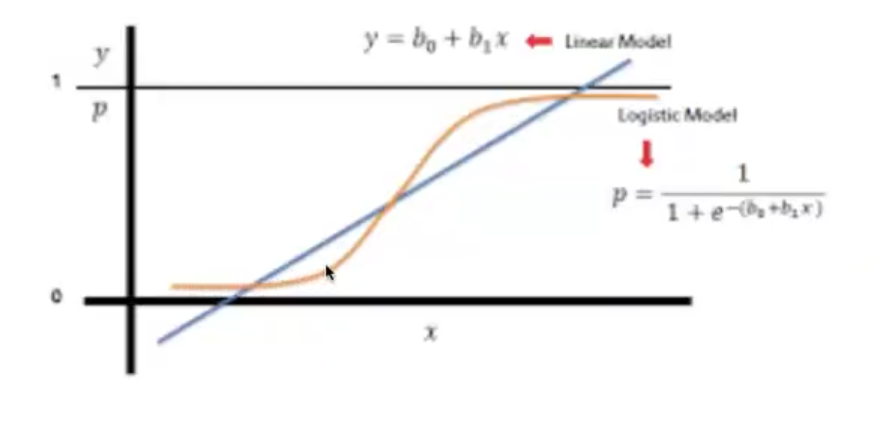 y = b₀ + b₁x Linear Model
y
1
p
Logistic Model
p = 1 / (1 + e^−(b₀+b₁x))
0
x